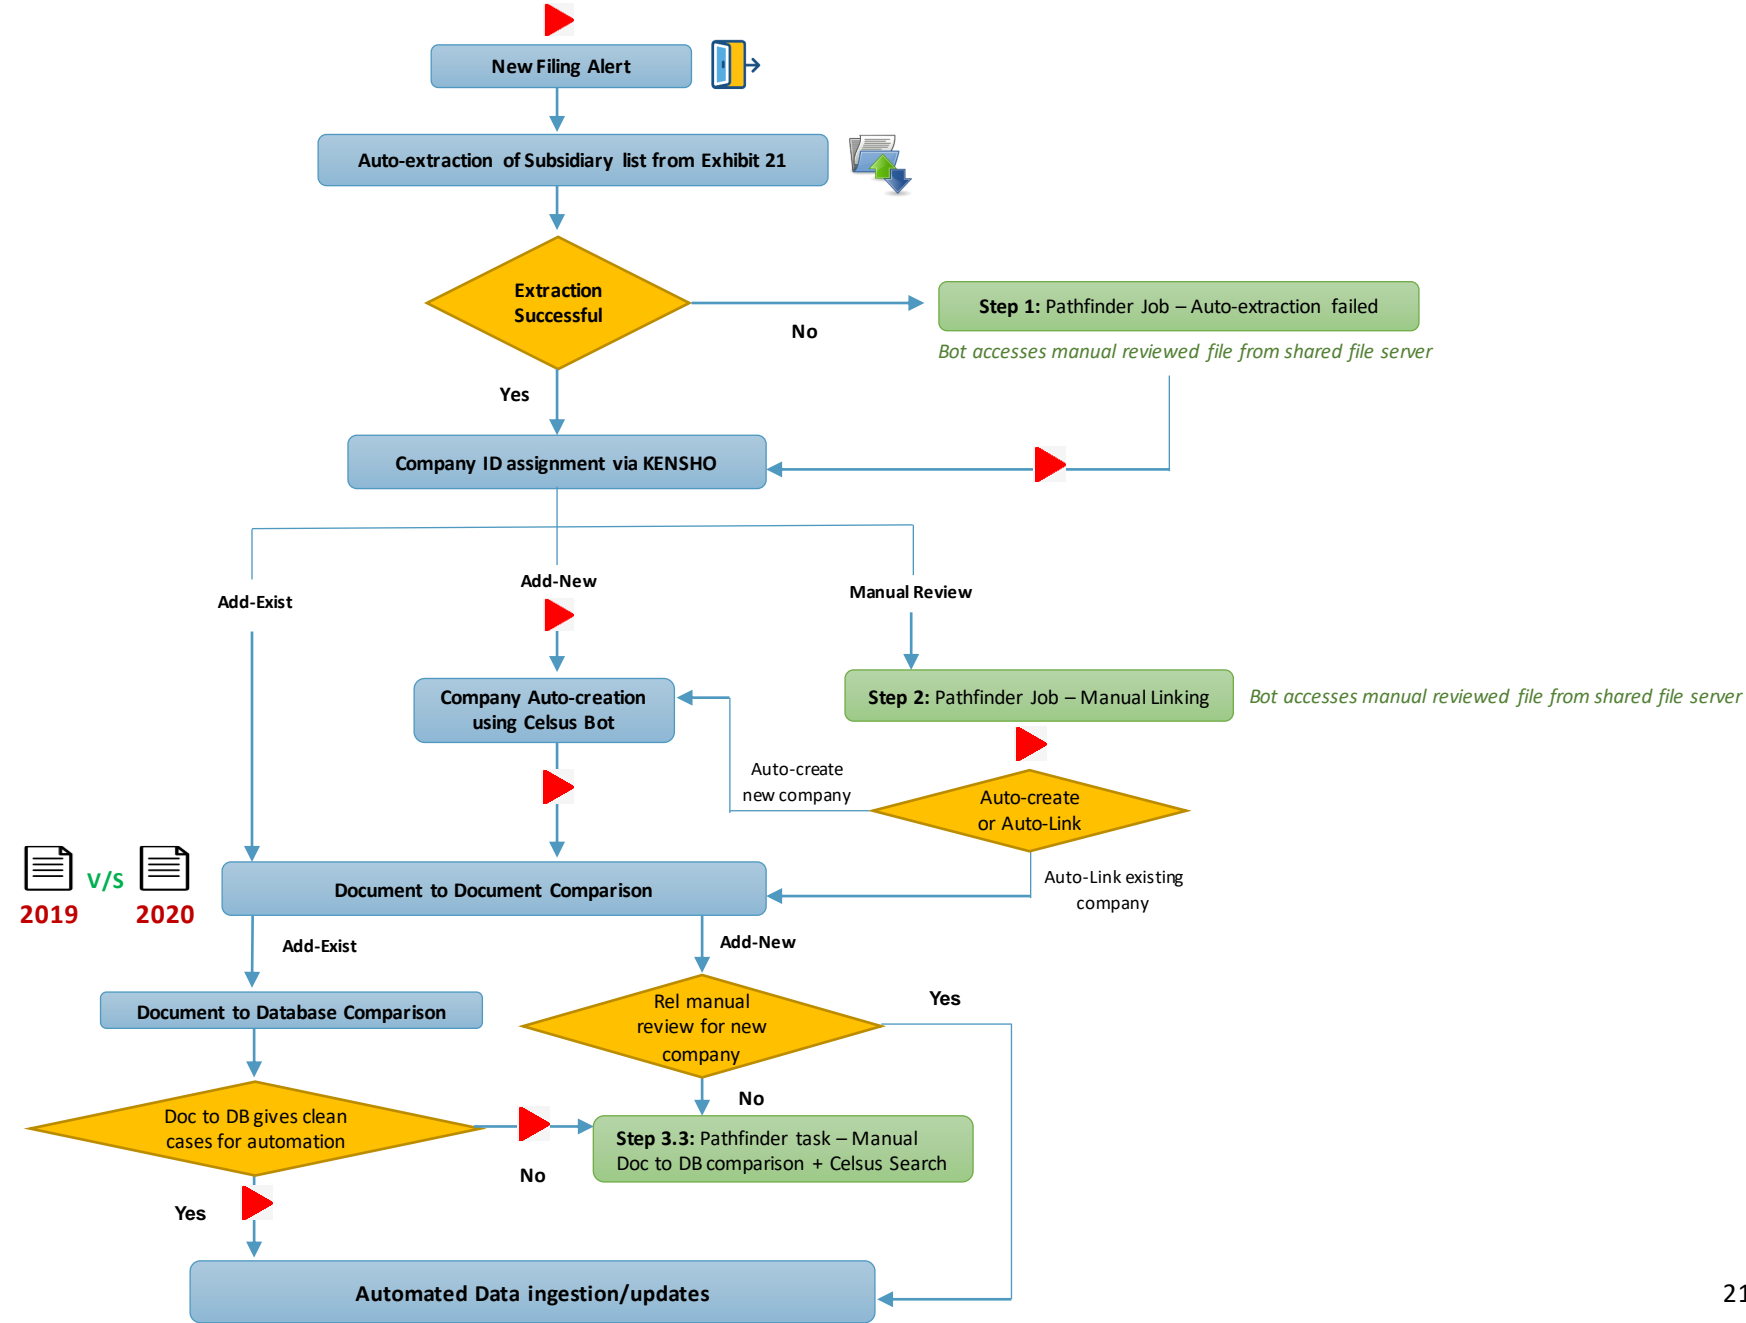 New Filing Alert
Auto-extraction of Subsidiary list from Exhibit 21
Extraction
Successful
No
Step 1: Pathfinder Job – Auto-extraction failed
Bot accesses manual reviewed file from shared file server
Yes
Company ID assignment via KENSHO
Add-Exist
Add-New
Manual Review
Company Auto-creation
using Celsus Bot
Step 2: Pathfinder Job – Manual Linking
Bot accesses manual reviewed file from shared file server
Auto-create
new company
Auto-create
or Auto-Link
2019
V/S
2020
Document to Document Comparison
Auto-Link existing
company
Add-Exist
Add-New
Document to Database Comparison
Rel manual
review for new
company
Yes
No
Doc to DB gives clean
cases for automation
No
Step 3.3: Pathfinder task – Manual
Doc to DB comparison + Celsus Search
Yes
Automated Data ingestion/updates
21